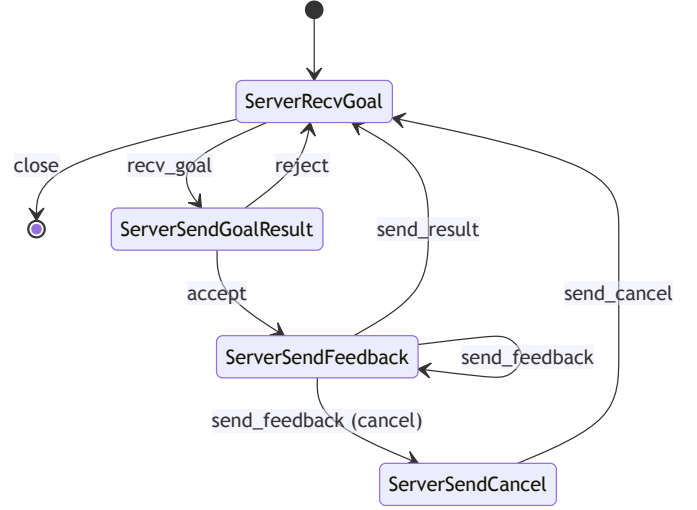 ServerRecvGoal
close
recv_goal
reject
ServerSendGoalResult
send_result
accept
send_cancel
ServerSendFeedback
send_feedback
send_feedback (cancel)
ServerSendCancel